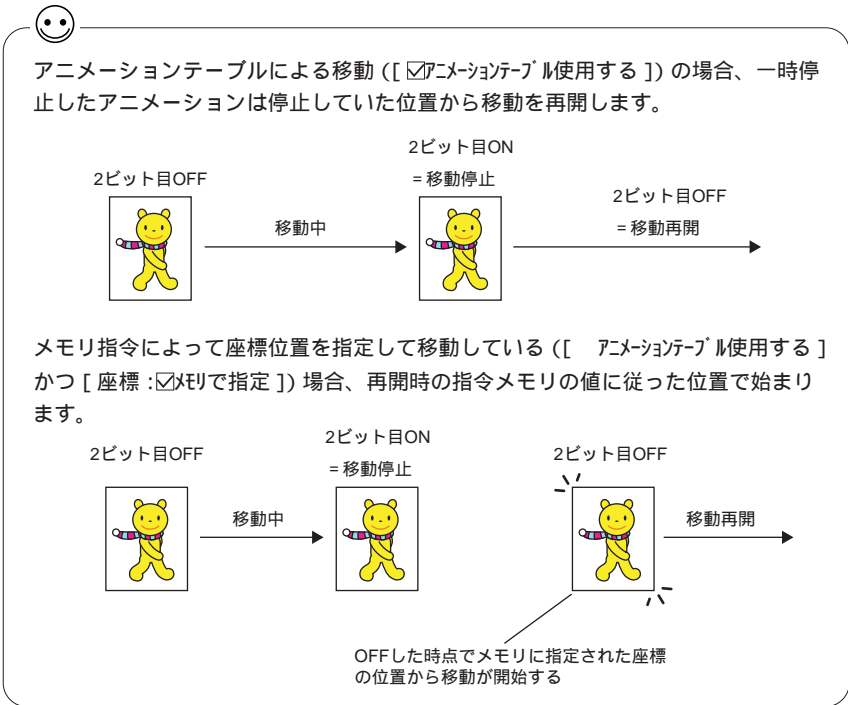 アニメーションテーブルによる移動 ([ ☑ｱﾆﾒｰｼｮﾝﾃｰﾌﾞﾙ使用する ]) の場合、一時停
止したアニメーションは停止していた位置から移動を再開します。
2ビット目OFF
移動中
2ビット目ON
= 移動停止
2ビット目OFF
= 移動再開
メモリ指令によって座標位置を指定して移動している ([　ｱﾆﾒｰｼｮﾝﾃｰﾌﾞﾙ使用する ]
かつ [ 座標 :☑ﾒﾓﾘで指定 ]) 場合、再開時の指令メモリの値に従った位置で始まり
ます。
2ビット目OFF
移動中
2ビット目ON
= 移動停止
2ビット目OFF
移動再開
OFFした時点でメモリに指定された座標
の位置から移動が開始する